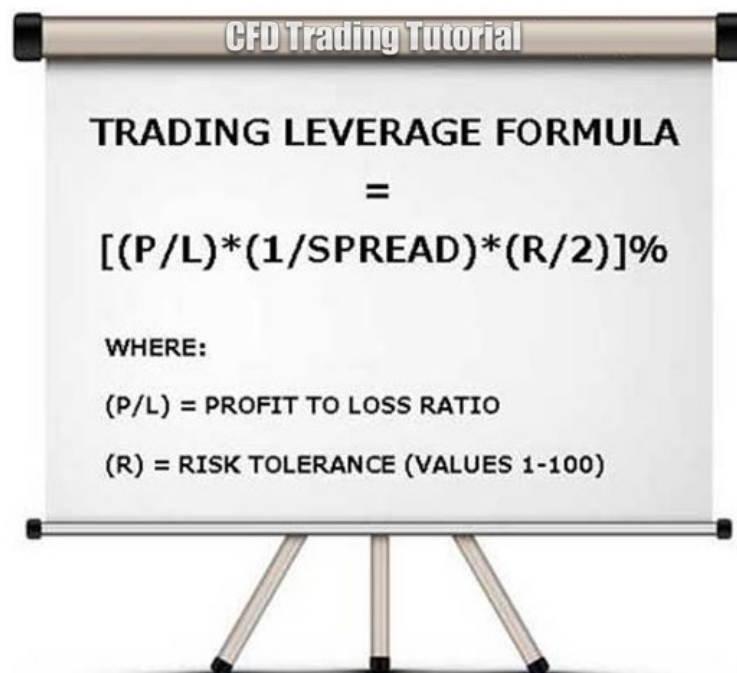 CFD Trading Tutorial
TRADING LEVERAGE FORMULA
=
[(P/L)*(1/SPREAD)*(R/2)]%
WHERE:
(P/L) = PROFIT TO LOSS RATIO
(R) = RISK TOLERANCE (VALUES 1-100)